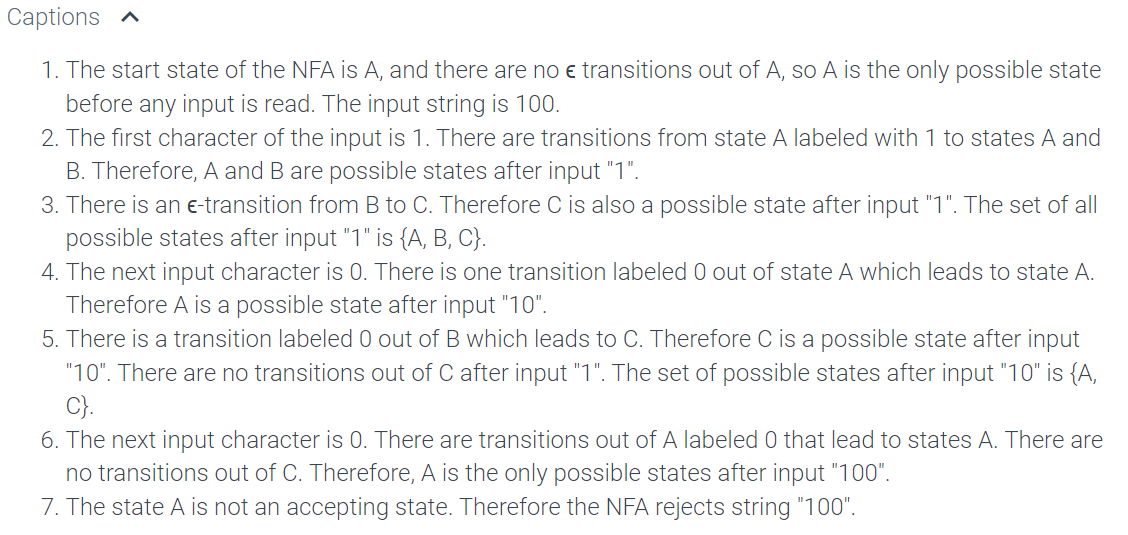 Captions
1. The start state of the NFA is A, and there are no ϵ transitions out of A, so A is the only possible state
before any input is read. The input string is 100.
2. The first character of the input is 1. There are transitions from state A labeled with 1 to states A and
B. Therefore, A and B are possible states after input "1".
3. There is an ϵ-transition from B to C. Therefore C is also a possible state after input "1". The set of all
possible states after input "1" is {A, B, C}.
4. The next input character is 0. There is one transition labeled 0 out of state A which leads to state A.
Therefore A is a possible state after input "10".
5. There is a transition labeled 0 out of B which leads to C. Therefore C is a possible state after input
"10". There are no transitions out of C after input "1". The set of possible states after input "10" is {A,
C}.
6. The next input character is 0. There are transitions out of A labeled 0 that lead to states A. There are
no transitions out of C. Therefore, A is the only possible states after input "100".
7. The state A is not an accepting state. Therefore the NFA rejects string "100".